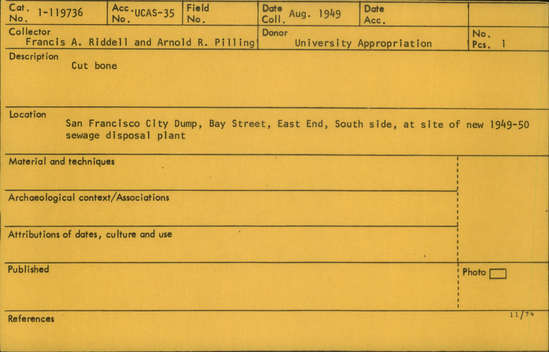 Cat. No. 1-119736 Acc. No. UCAS-35 Field No. Date Coll. Aug. 1949 Date Acc.
Collector Francis A. Riddell and Arnold R. Pilling Donor University Appropriation No. Pcs. 1
Description
Cut bone
Location
San Francisco City Dump, Bay Street, East End, South side, at site of new 1949-50
sewage disposal plant
Material and techniques
Archaeological context/Associations
Attributions of dates, culture and use
Published Photo
References 11/74